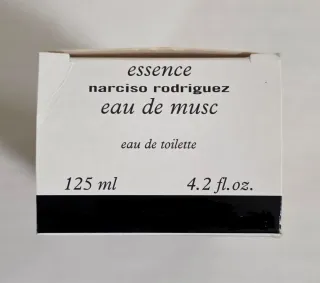 essence
narciso rodriguez
eau de musc
eau de toilette
125 ml 4.2 fl.oz.